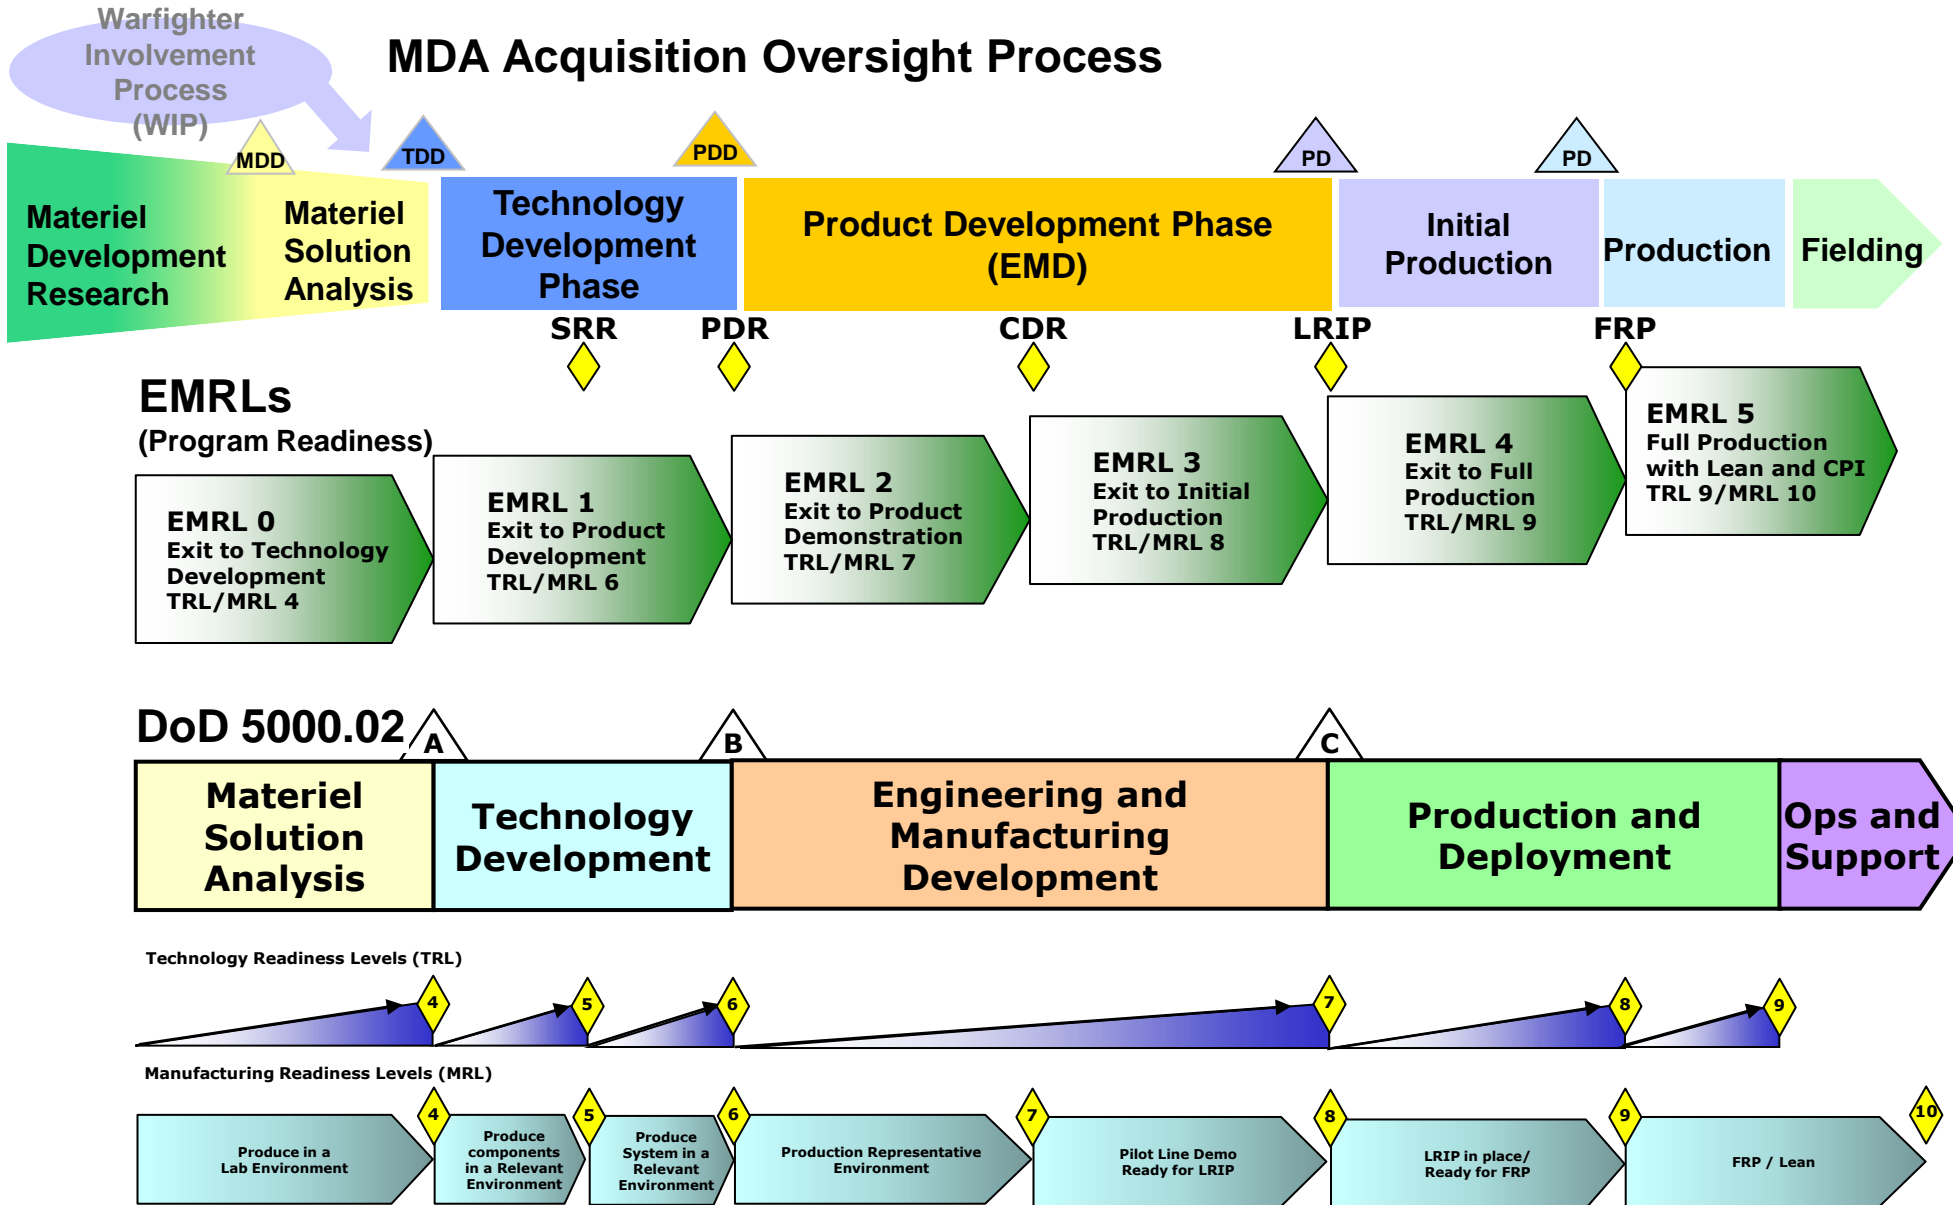 Warfighter
Involvement
Process
(WIP)
MDA Acquisition Oversight Process
MDD
TDD
PDD
PD
PD
Materiel
Development
Research
Materiel
Solution
Analysis
Technology
Development
Phase
Product Development Phase
(EMD)
Initial
Production
Production
Fielding
SRR
PDR
CDR
LRIP
FRP
EMRLs
(Program Readiness)
EMRL 0
Exit to Technology
Development
TRL/MRL 4
EMRL 1
Exit to Product
Development
TRL/MRL 6
EMRL 2
Exit to Product
Demonstration
TRL/MRL 7
EMRL 3
Exit to Initial
Production
TRL/MRL 8
EMRL 4
Exit to Full
Production
TRL/MRL 9
EMRL 5
Full Production
with Lean and CPI
TRL 9/MRL 10
DoD 5000.02
A
B
C
Materiel
Solution
Analysis
Technology
Development
Engineering and
Manufacturing
Development
Production and
Deployment
Ops and
Support
Technology Readiness Levels (TRL)
4
5
6
7
8
9
Manufacturing Readiness Levels (MRL)
4
5
6
7
8
9
10
Produce in a
Lab Environment
Produce
components
in a Relevant
Environment
Produce
System in a
Relevant
Environment
Production Representative
Environment
Pilot Line Demo
Ready for LRIP
LRIP in place/
Ready for FRP
FRP / Lean